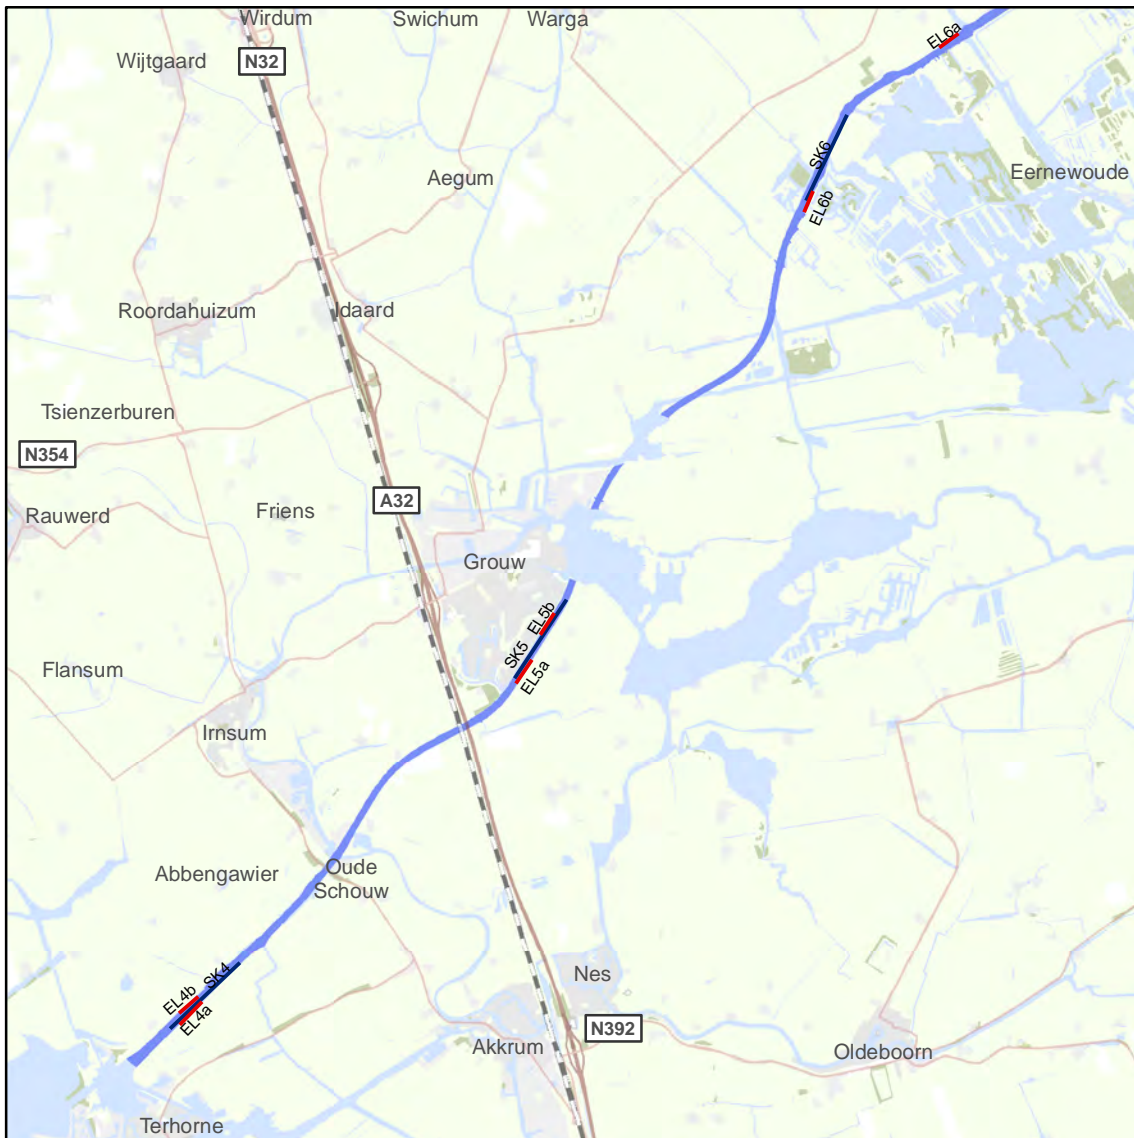 Wirdum
Swichum
Warga
EL6a
Wijtgaard
N32
SK6
Eernewoude
Aegum
EL6b
Roordahuizum
Idaard
Tsienzerburen
N354
A32
Rauwerd
Friens
Grouw
EL5b
SK5
Flansum
EL5a
Irnsum
Abbengawier
Oude
Schouw
SK4
Nes
EL4b
EL4a
N392
Akkrum
Oldeboorn
Terhorne